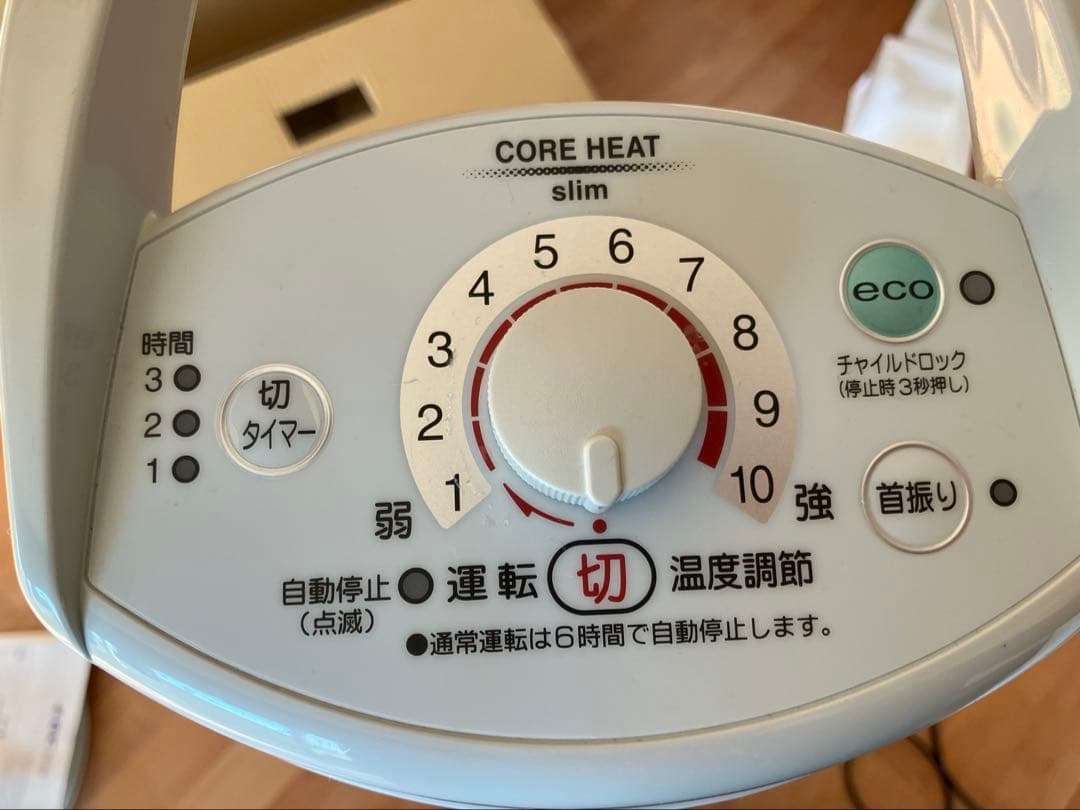 CORE HEAT
slim
1
2
3
4
5
6
7
8
9
10
弱
強
時間
3
2
1
切
タイマー
eco
チャイルドロック
(停止時3秒押し)
首振り
自動停止
(点滅)
運転
切
温度調節
●通常運転は6時間で自動停止します。